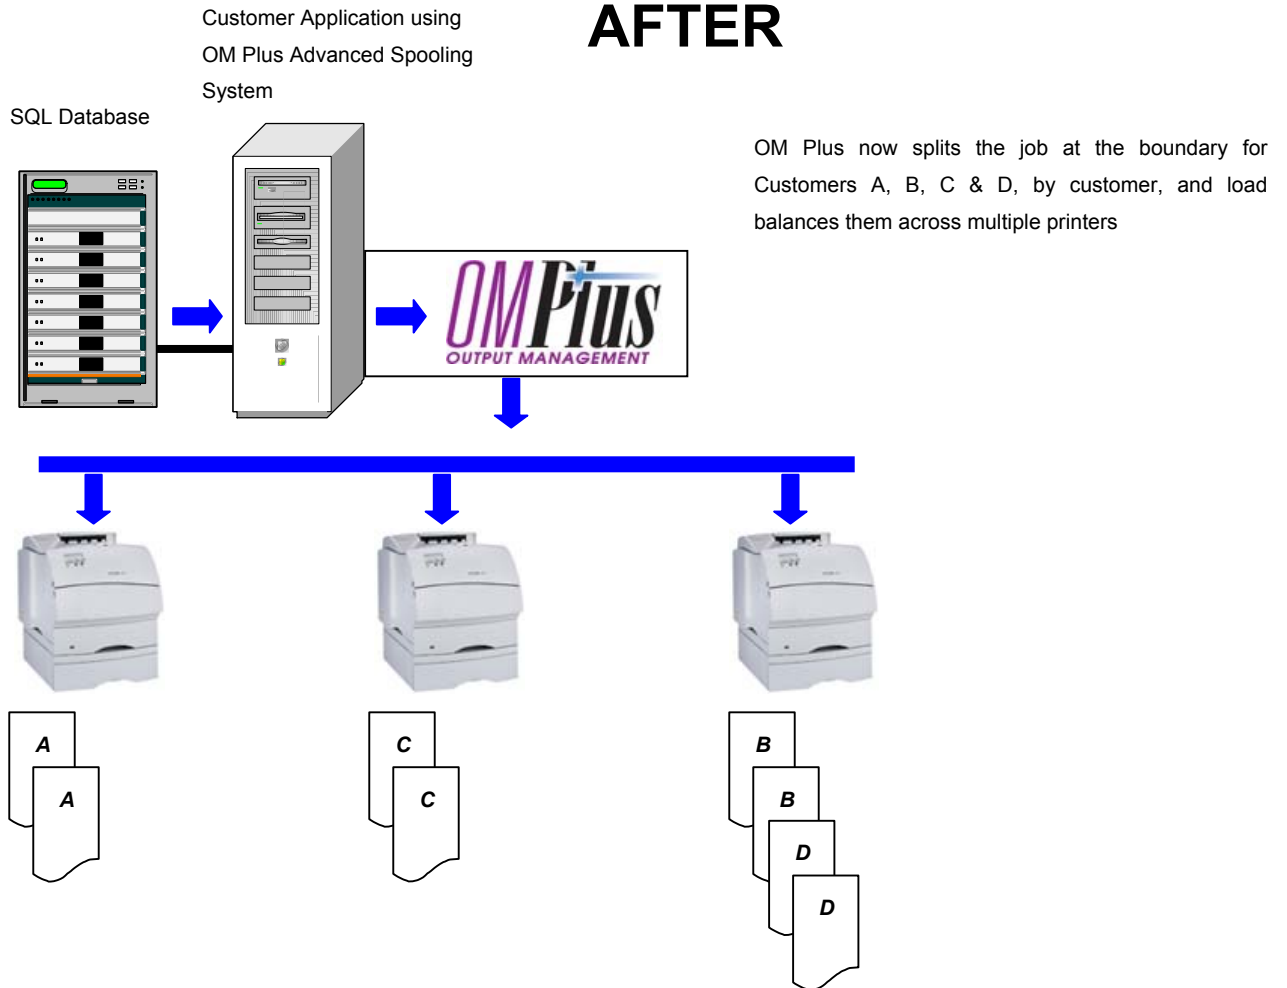 Customer Application using
OM Plus Advanced Spooling
System
AFTER
SQL Database
OM Plus now splits the job at the boundary for
Customers A, B, C & D, by customer, and load
balances them across multiple printers
OMPlus
OUTPUT MANAGEMENT
A
A
C
C
B
B
D
D